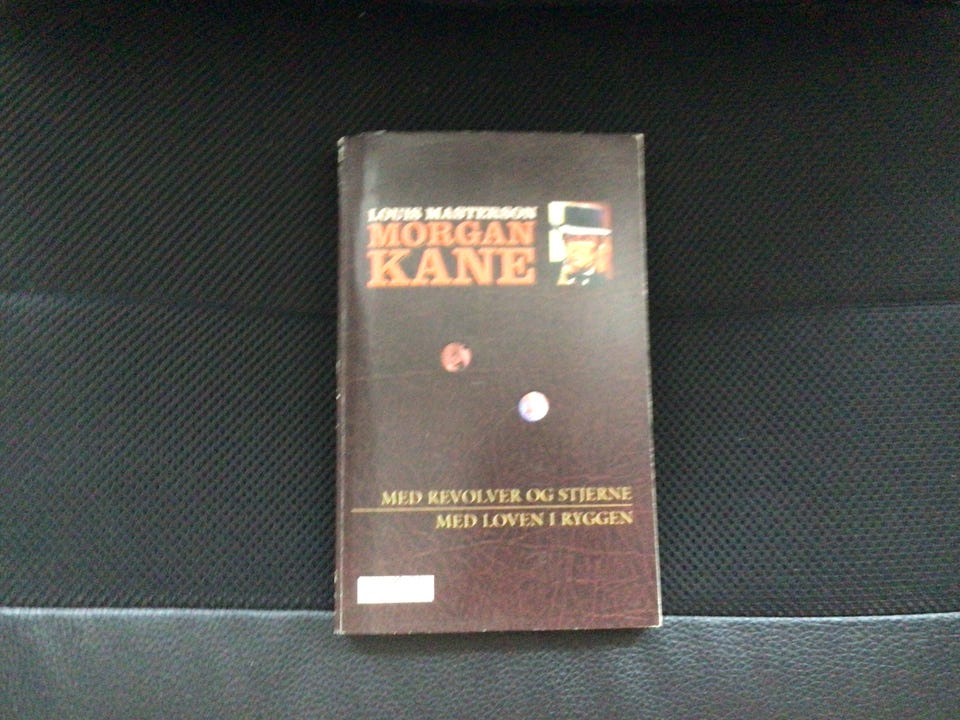 LOUIS MASTERSON
MORGAN
KANE
MED REVOLVER OG STJERNE
MED LOVEN I RYGGEN